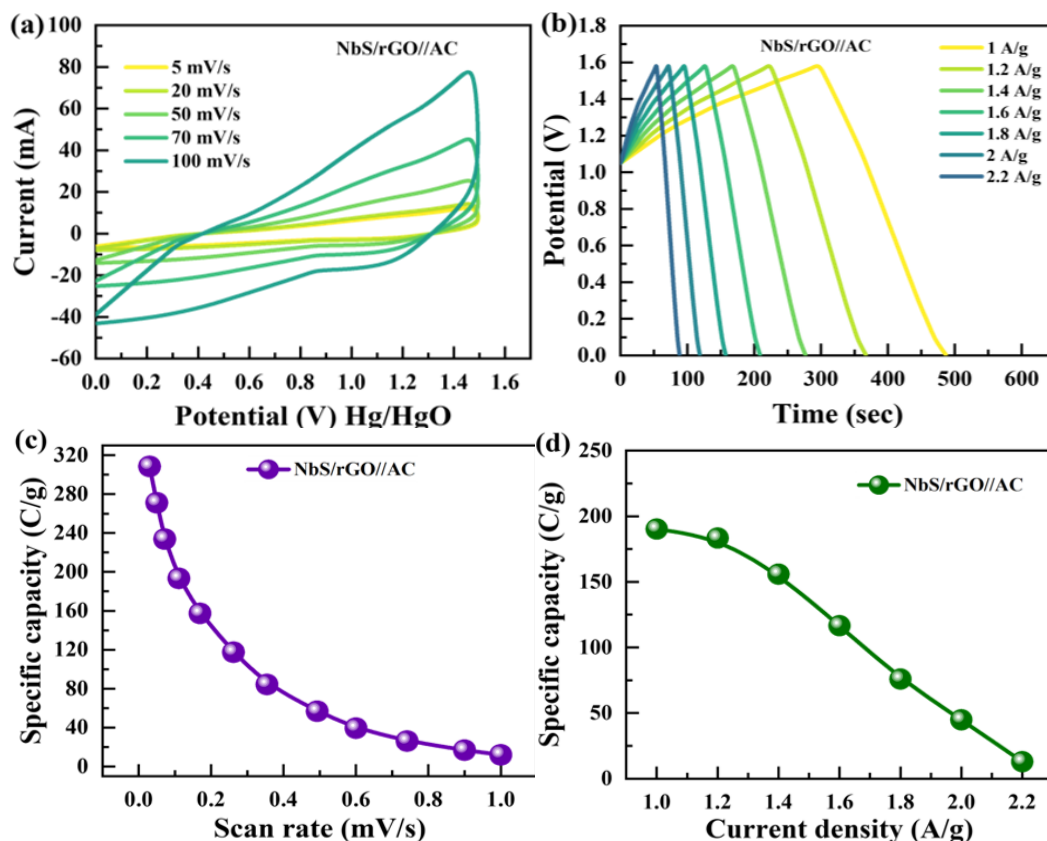 (a)
NbS/rGO//AC
5 mV/s
20 mV/s
50 mV/s
70 mV/s
100 mV/s
80
60
40
20
0
-20
-40
-60
Current (mA)
0.0 0.2 0.4 0.6 0.8 1.0 1.2 1.4 1.6
Potential (V) Hg/HgO
(b)
NbS/rGO//AC
1 A/g
1.2 A/g
1.4 A/g
1.6 A/g
1.8 A/g
2 A/g
2.2 A/g
1.8
1.6
1.4
1.2
1.0
0.8
0.6
0.4
0.2
0.0
Potential (V)
0 100 200 300 400 500 600
Time (sec)
(c)
NbS/rGO//AC
320
280
240
200
160
120
80
40
0
Specific capacity (C/g)
0.0 0.2 0.4 0.6 0.8 1.0
Scan rate (mV/s)
(d)
NbS/rGO//AC
250
200
150
100
50
0
Specific capacity (C/g)
1.0 1.2 1.4 1.6 1.8 2.0 2.2
Current density (A/g)